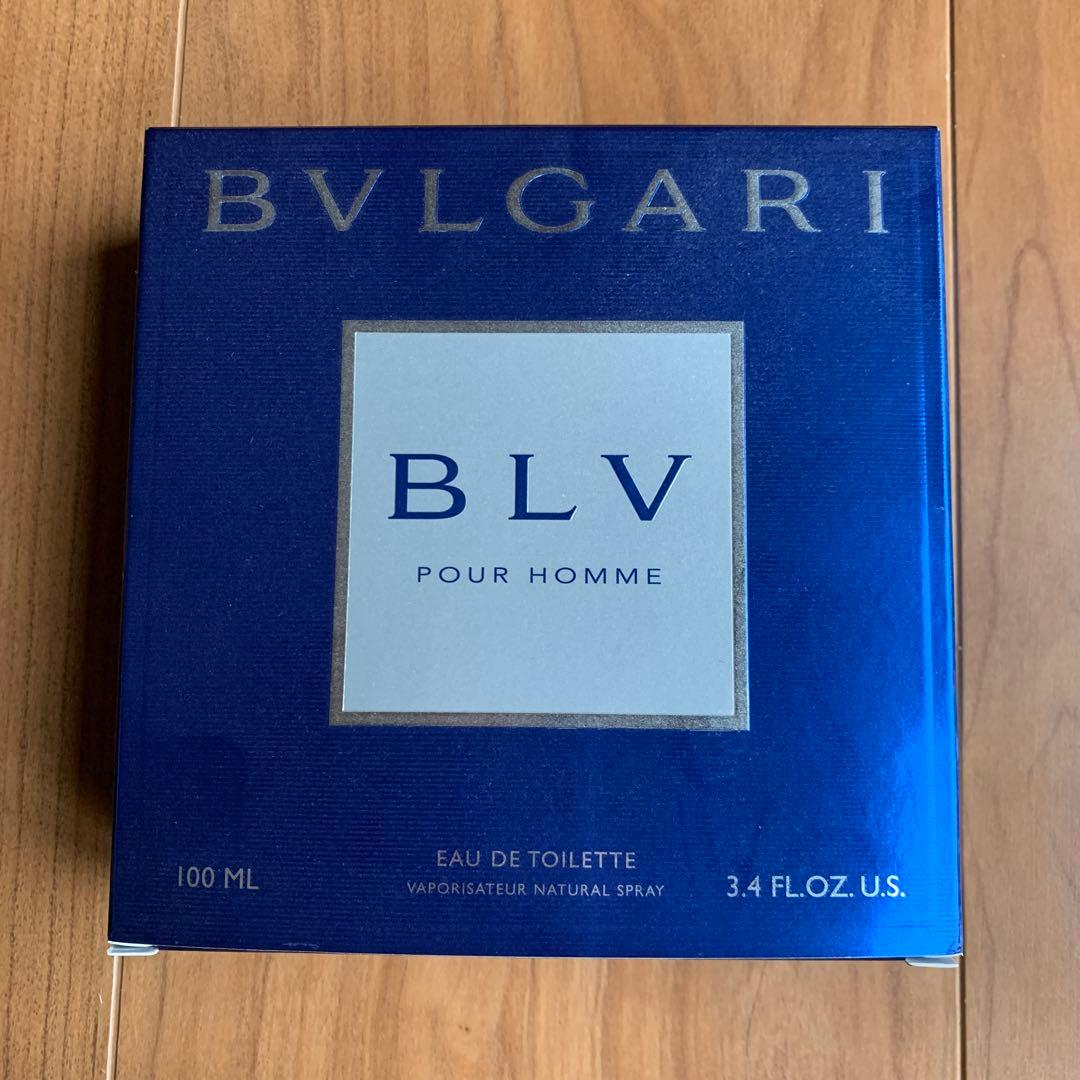 BVLGARI
BLV
POUR HOMME
EAU DE TOILETTE
100 ML
VAPORISATEUR NATURAL SPRAY
3.4 FL.OZ. U.S.